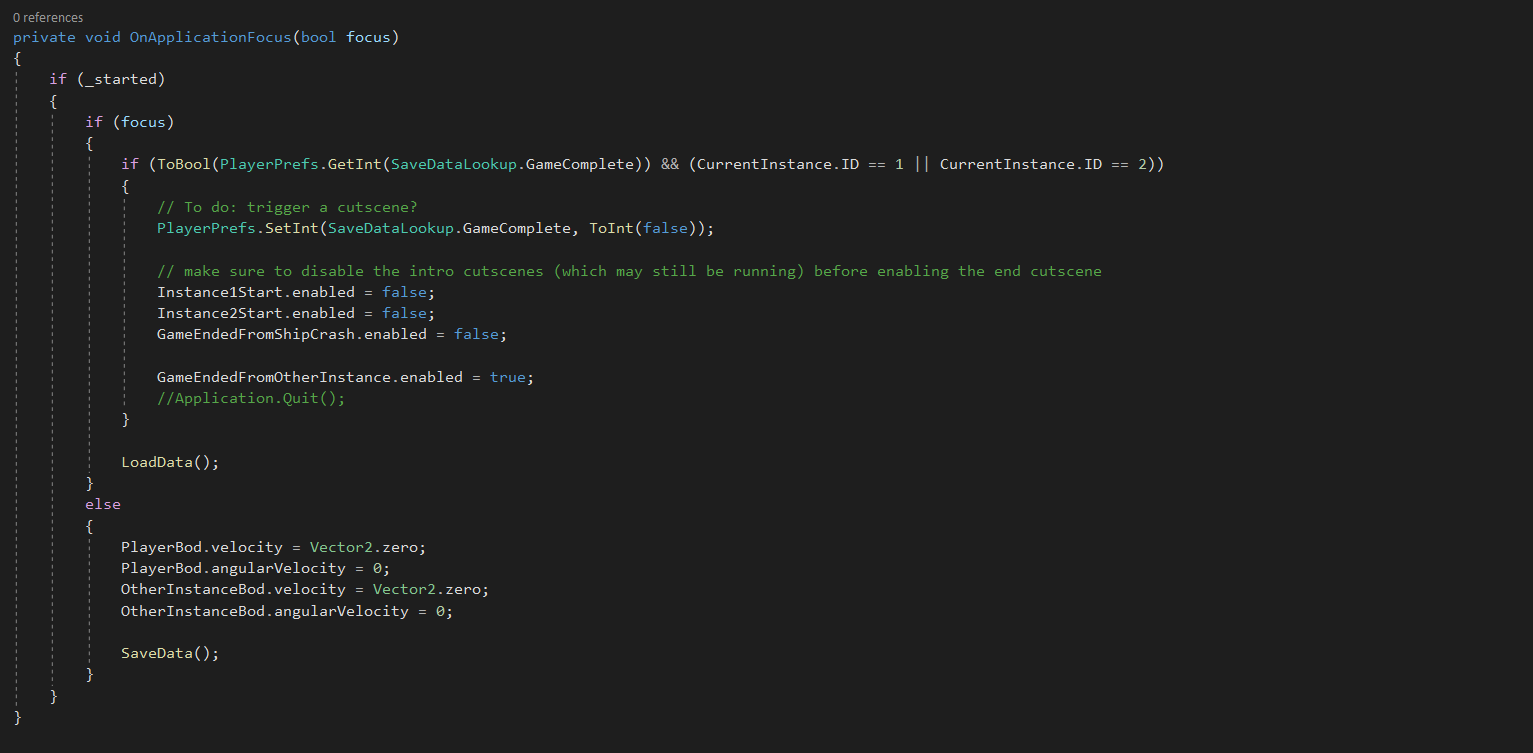 0 references
private void OnApplicationFocus(bool focus)
{
    if (_started)
    {
        if (focus)
        {
            if (ToBool(PlayerPrefs.GetInt(SaveDataLookup.GameComplete)) && (CurrentInstance.ID == 1 || CurrentInstance.ID == 2))
            {
                // To do: trigger a cutscene?
                PlayerPrefs.SetInt(SaveDataLookup.GameComplete, ToInt(false));

                // make sure to disable the intro cutscenes (which may still be running) before enabling the end cutscene
                Instance1Start.enabled = false;
                Instance2Start.enabled = false;
                GameEndedFromShipCrash.enabled = false;

                GameEndedFromOtherInstance.enabled = true;
                //Application.Quit();
            }

            LoadData();
        }
        else
        {
            PlayerBod.velocity = Vector2.zero;
            PlayerBod.angularVelocity = 0;
            OtherInstanceBod.velocity = Vector2.zero;
            OtherInstanceBod.angularVelocity = 0;

            SaveData();
        }
    }
}